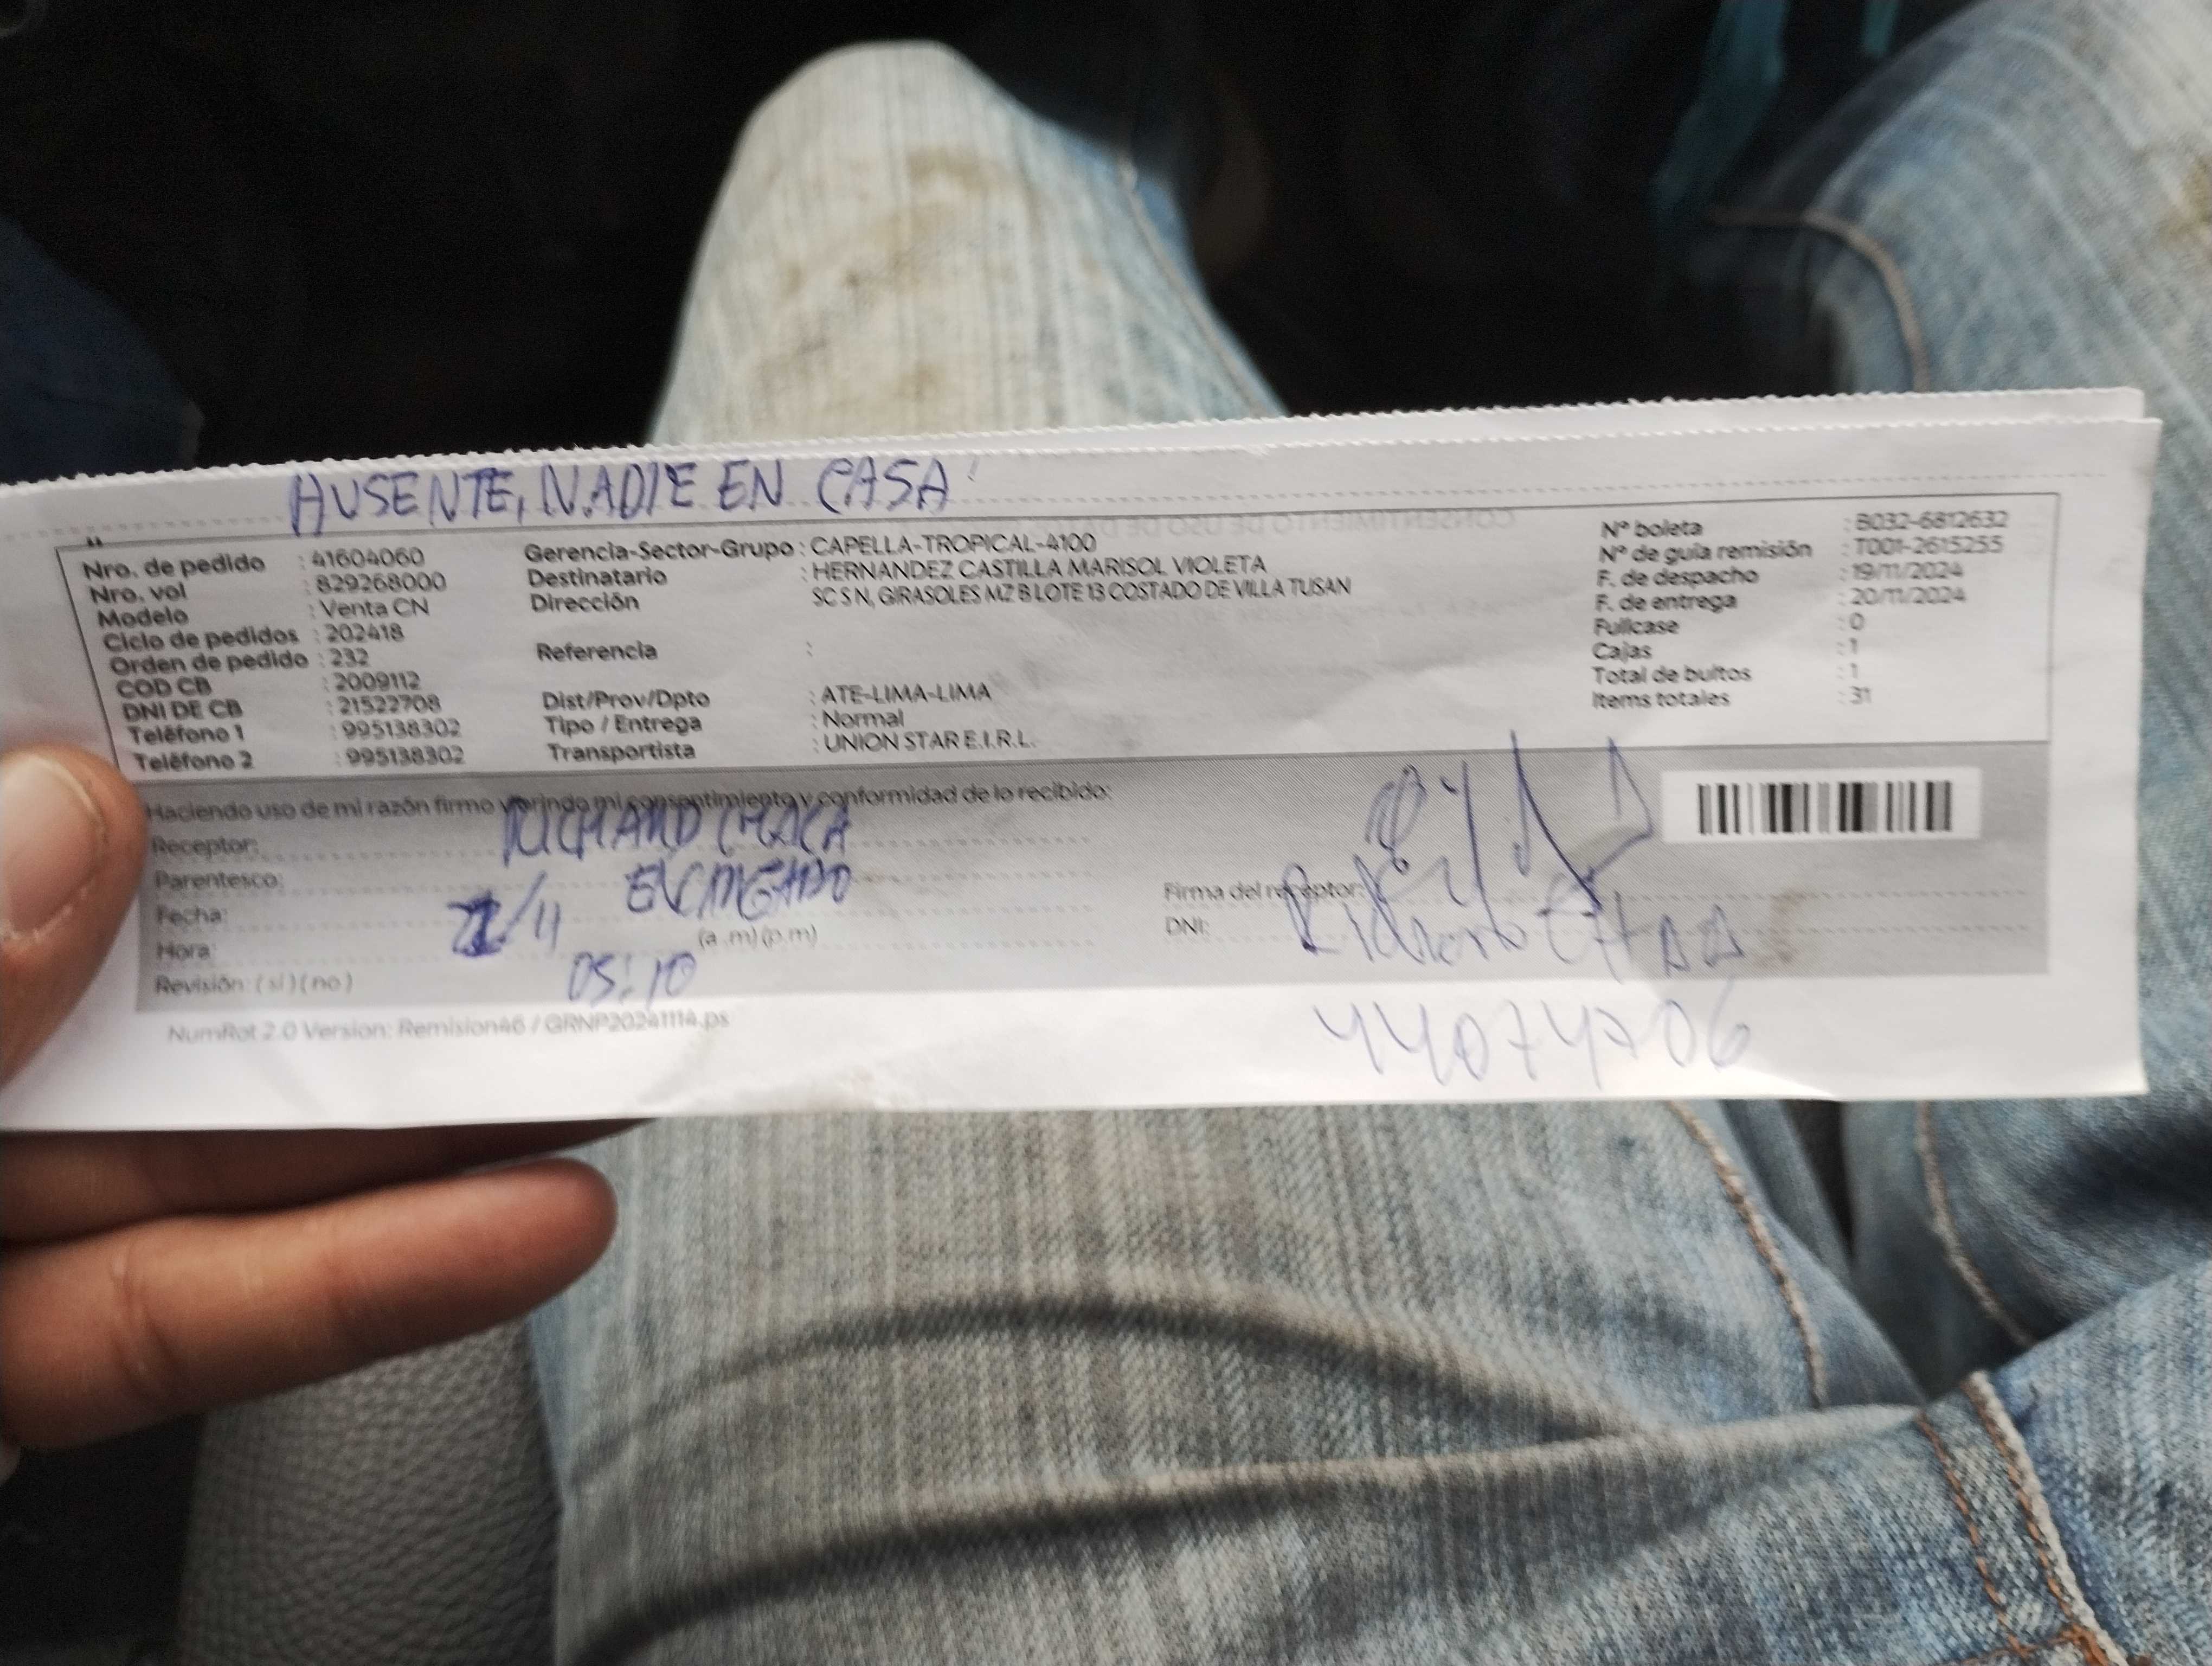 AUSENTE, NADIE EN CASA
Nro. de pedido : 41604060
Nro. vol : 829268000
Modelo : Venta CN
Ciclo de pedidos : 202418
Orden de pedido : 232
COD CB : 2009112
DNI DE CB : 21522708
Teléfono 1 : 995138302
Teléfono 2 : 995138302
Gerencia-Sector-Grupo : CAPELLA-TROPICAL-4100
Destinatario : HERNANDEZ CASTILLA MARISOL VIOLETA
Dirección SC S N, GIRASOLES MZ B LOTE 13 COSTADO DE VILLA TUSAN
Referencia :
Dist/Prov/Dpto : ATE-LIMA-LIMA
Tipo / Entrega : Normal
Transportista : UNION STAR E.I.R.L.
N° boleta : B032-6812632
N° de guía remisión : T001-2615255
F. de despacho : 19/11/2024
F. de entrega : 20/11/2024
Fullcase : 0
Cajas : 1
Total de bultos : 1
Items totales : 31
Haciendo uso de mi razón firmo y brindo mi consentimiento y conformidad de lo recibido:
Receptor: RICHARD
Parentesco: ENCARGADO
Fecha: /11
Hora: 05:10 (a.m) (p.m)
Revisión: ( si ) ( no )
Firma del receptor:
DNI: 44074706
NumRot 2.0 Version: Remision46 / GRNP20241114.ps